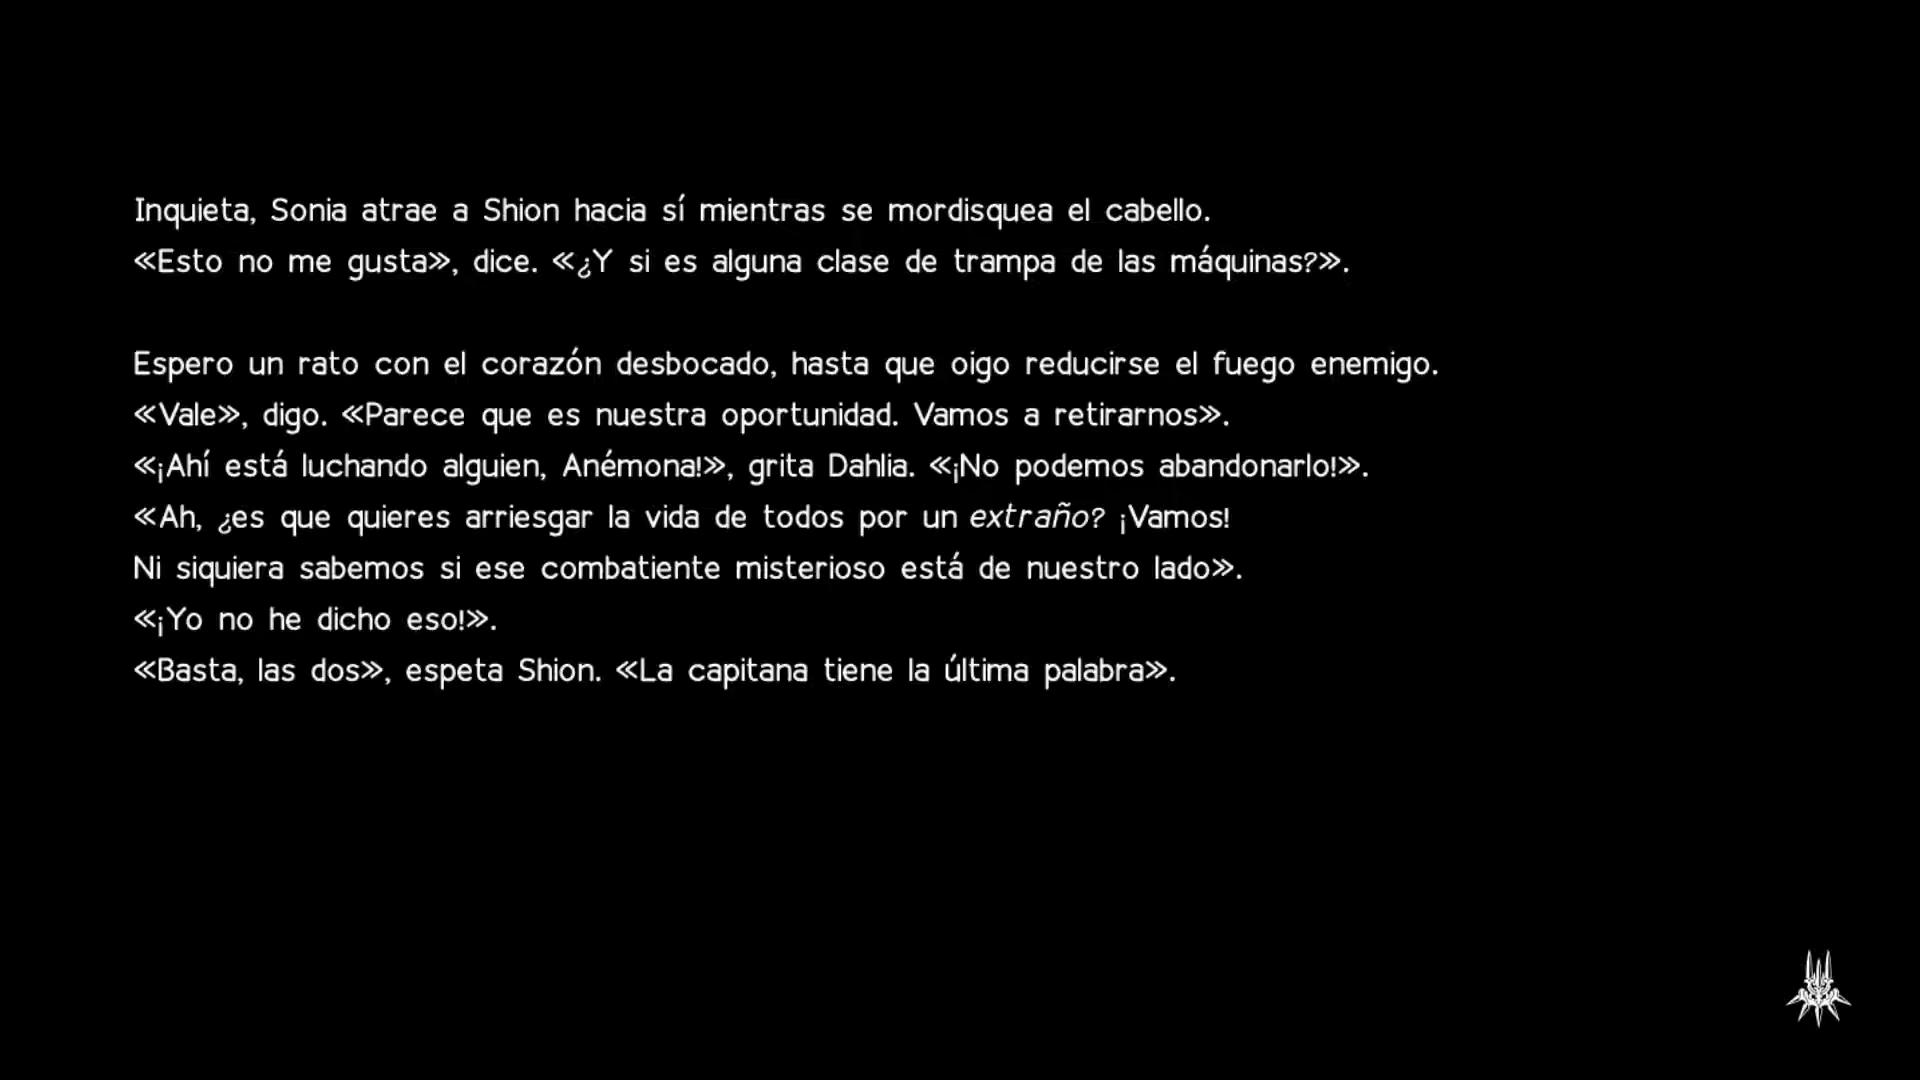 Inquieta, Sonia atrae a Shion hacia sí mientras se mordisquea el cabello.
«Esto no me gusta», dice. «¿Y si es alguna clase de trampa de las máquinas?».
Espero un rato con el corazón desbocado, hasta que oigo reducirse el fuego enemigo.
«Vale», digo. «Parece que es nuestra oportunidad. Vamos a retirarnos».
«¡Ahí está luchando alguien, Anémona!», grita Dahlia. «¡No podemos abandonarlo!».
«Ah, ¿es que quieres arriesgar la vida de todos por un extraño? ¡Vamos!
Ni siquiera sabemos si ese combatiente misterioso está de nuestro lado».
«¡Yo no he dicho eso!».
«Basta, las dos», espeta Shion. «La capitana tiene la última palabra».